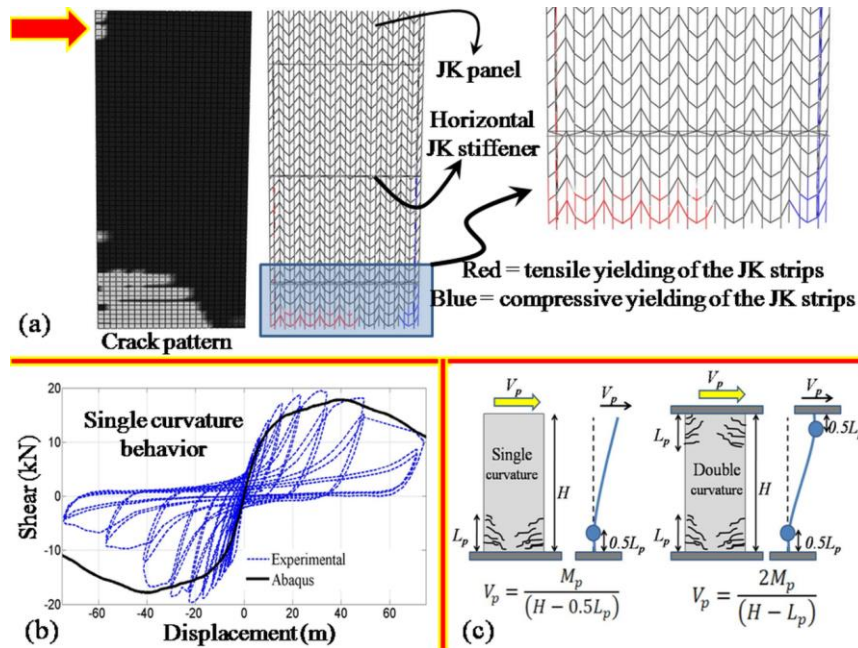 JK panel
Horizontal
JK stiffener
Red = tensile yielding of the JK strips
Blue = compressive yielding of the JK strips
(a)
Crack pattern
20
10
0
-10
-20
Shear (kN)
Single curvature
behavior
Experimental
Abaqus
-60 -40 -20 0 20 40 60
(b)
Displacement (m)
V_p
V_p
L_p
Single
curvature
H
0.5L_p
V_p = M_p / (H − 0.5L_p)
V_p
V_p
L_p
0.5L_p
Double
curvature
H
L_p
0.5L_p
(c)
V_p = 2M_p / (H − L_p)